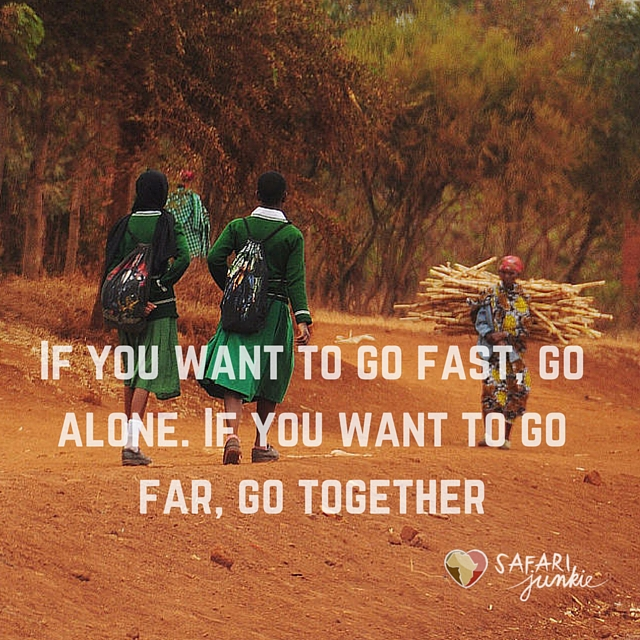 If you want to go fast, go
alone. If you want to go
far, go together
SAFARI
junkie